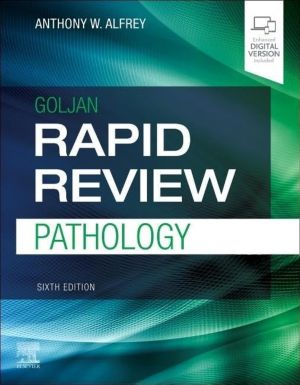 ANTHONY W. ALFREY
Enhanced
DIGITAL
VERSION
Included
GOLJAN
RAPID
REVIEW
PATHOLOGY
SIXTH EDITION
ELSEVIER